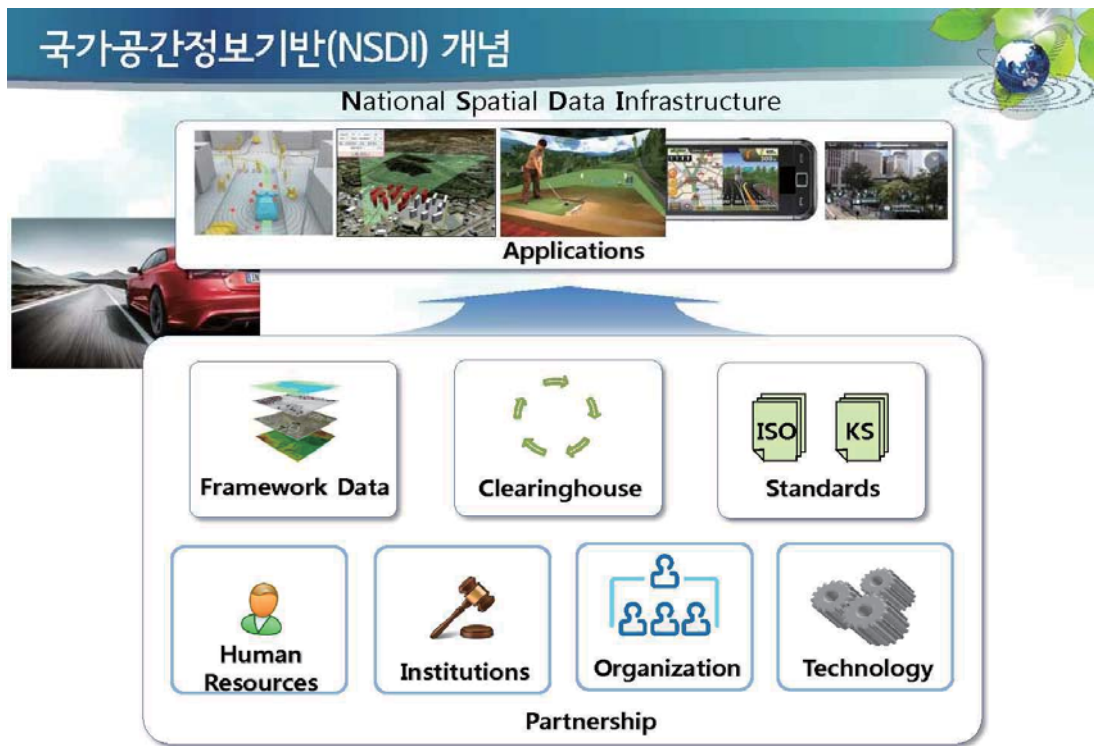 국가공간정보기반(NSDI) 개념
National Spatial Data Infrastructure
Applications
Framework Data
Clearinghouse
ISO
KS
Standards
Human
Resources
Institutions
Organization
Technology
Partnership